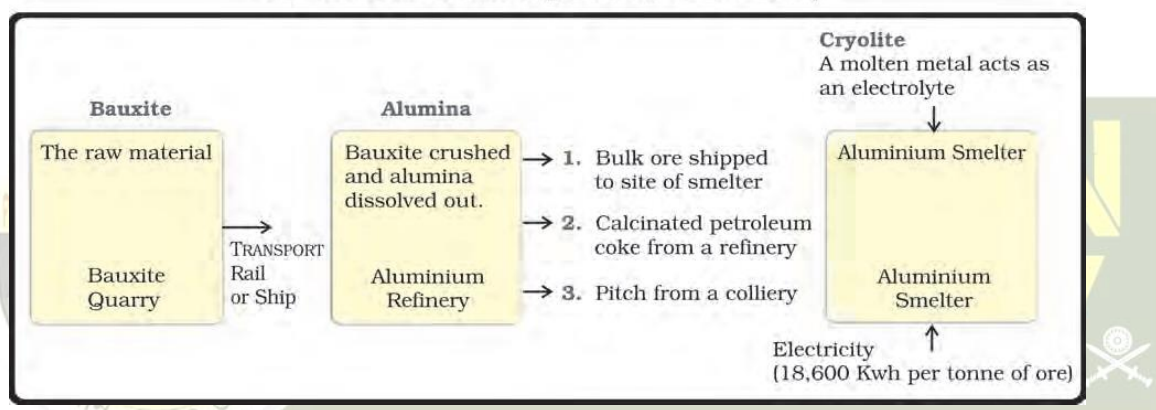 Cryolite
A molten metal acts as
an electrolyte
Bauxite
The raw material
Bauxite
Quarry
TRANSPORT
Rail
or Ship
Alumina
Bauxite crushed
and alumina
dissolved out.
Aluminium
Refinery
1. Bulk ore shipped
to site of smelter
2. Calcinated petroleum
coke from a refinery
3. Pitch from a colliery
Aluminium Smelter
Aluminium
Smelter
Electricity
(18,600 Kwh per tonne of ore)